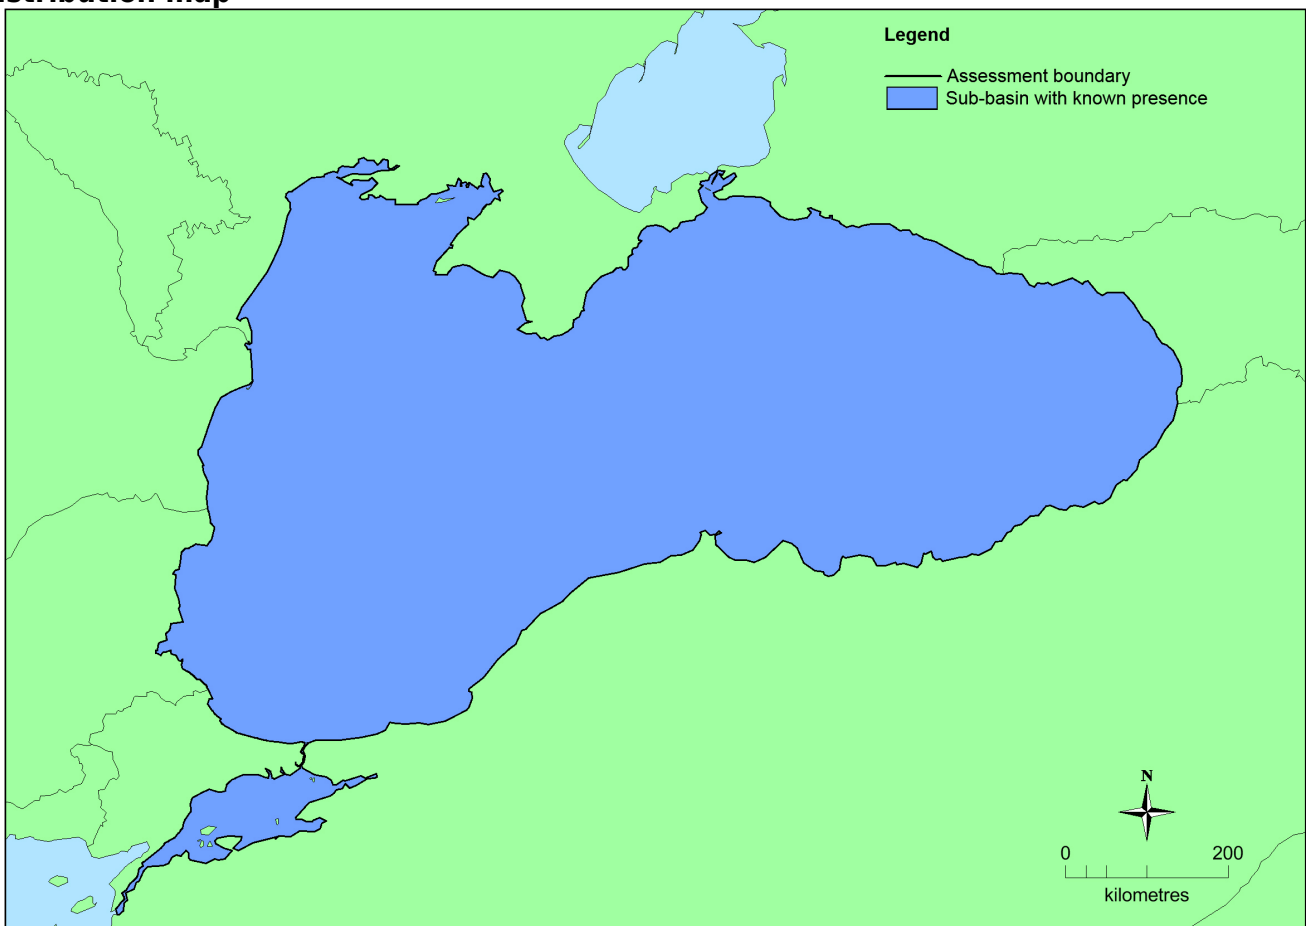 Legend
Assessment boundary
Sub-basin with known presence
N
0 200
kilometres